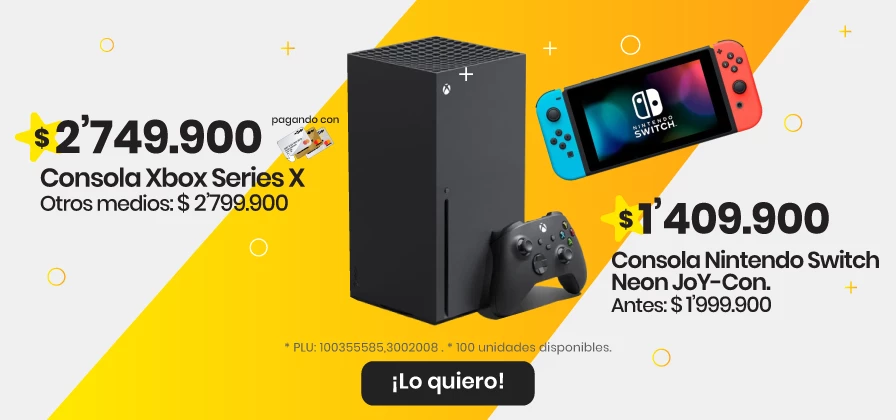 $ 2'749.900 pagando con
Consola Xbox Series X
Otros medios: $ 2'799.900
NINTENDO
SWITCH
$ 1'409.900
Consola Nintendo Switch
Neon JoY-Con.
Antes: $ 1'999.900
* PLU: 100355585,3002008 . * 100 unidades disponibles.
¡Lo quiero!